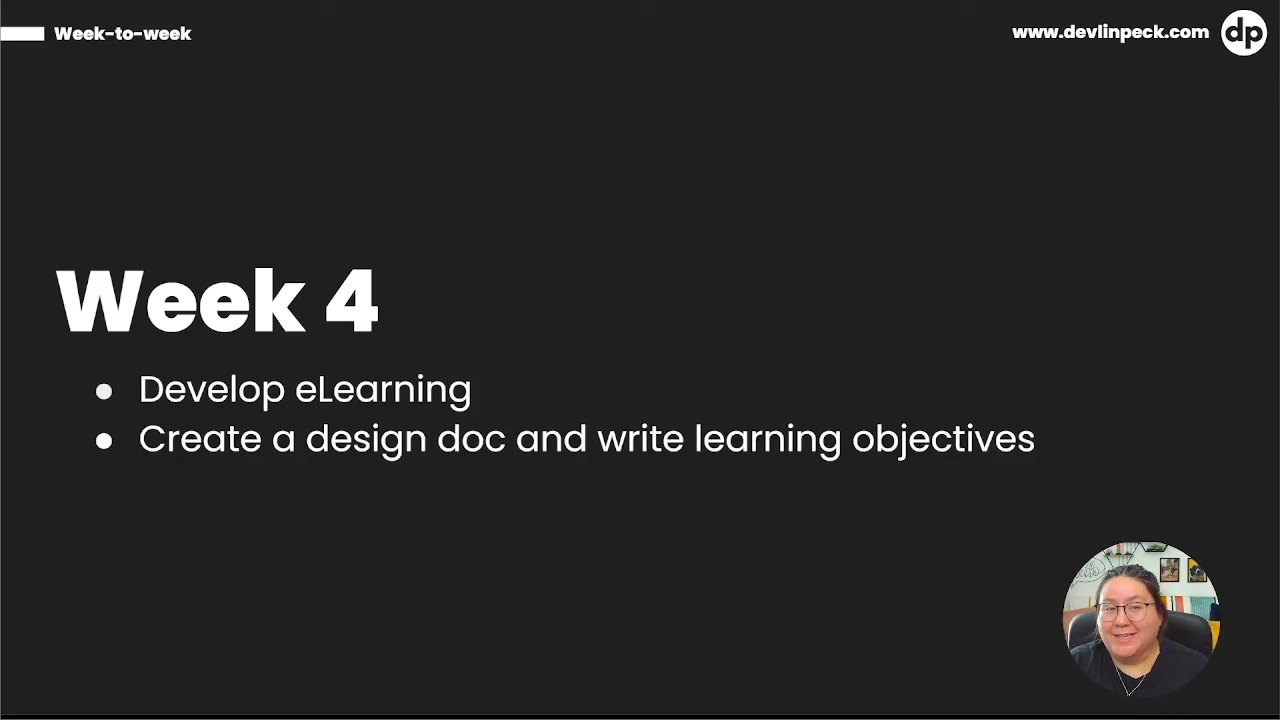 Week-to-week
www.devlinpeck.com
dp
Week 4
● Develop eLearning
● Create a design doc and write learning objectives